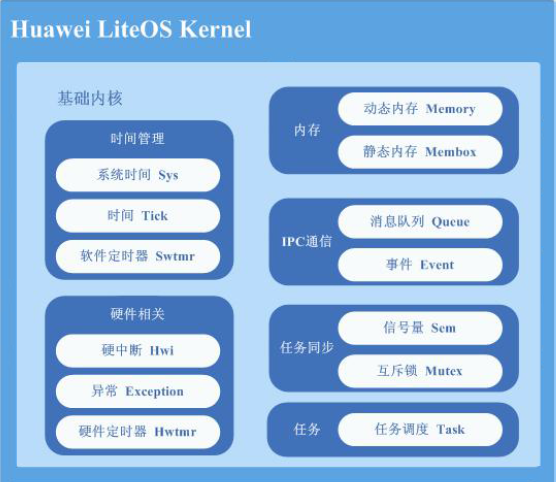 Huawei LiteOS Kernel
基础内核
时间管理
系统时间 Sys
时间 Tick
软件定时器 Swtmr
硬件相关
硬中断 Hwi
异常 Exception
硬件定时器 Hwtmr
内存
动态内存 Memory
静态内存 Membox
IPC通信
消息队列 Queue
事件 Event
任务同步
信号量 Sem
互斥锁 Mutex
任务
任务调度 Task